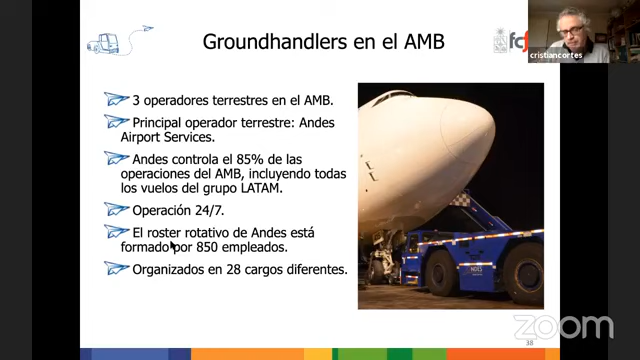 Groundhandlers en el AMB
fcf
cristiancortes
3 operadores terrestres en el AMB.
Principal operador terrestre: Andes
Airport Services.
Andes controla el 85% de las
operaciones del AMB, incluyendo todas
los vuelos del grupo LATAM.
Operación 24/7.
El roster rotativo de Andes está
formado por 850 empleados.
Organizados en 28 cargos diferentes.
38
zoom